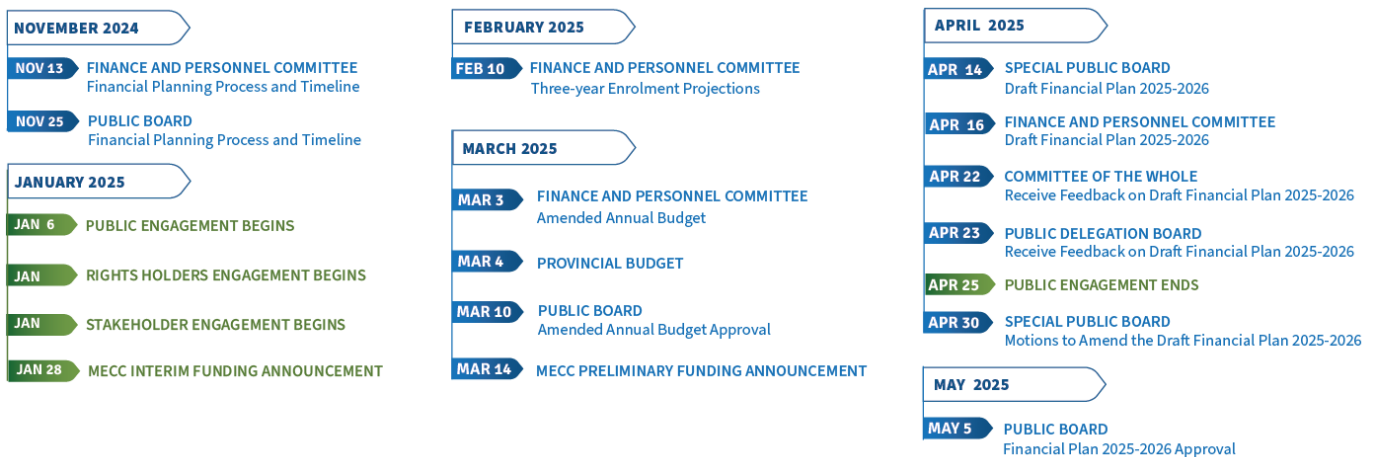 NOVEMBER 2024
NOV 13 FINANCE AND PERSONNEL COMMITTEE
Financial Planning Process and Timeline
NOV 25 PUBLIC BOARD
Financial Planning Process and Timeline
JANUARY 2025
JAN 6 PUBLIC ENGAGEMENT BEGINS
JAN RIGHTS HOLDERS ENGAGEMENT BEGINS
JAN STAKEHOLDER ENGAGEMENT BEGINS
JAN 28 MECC INTERIM FUNDING ANNOUNCEMENT
FEBRUARY 2025
FEB 10 FINANCE AND PERSONNEL COMMITTEE
Three-year Enrolment Projections
MARCH 2025
MAR 3 FINANCE AND PERSONNEL COMMITTEE
Amended Annual Budget
MAR 4 PROVINCIAL BUDGET
MAR 10 PUBLIC BOARD
Amended Annual Budget Approval
MAR 14 MECC PRELIMINARY FUNDING ANNOUNCEMENT
APRIL 2025
APR 14 SPECIAL PUBLIC BOARD
Draft Financial Plan 2025-2026
APR 16 FINANCE AND PERSONNEL COMMITTEE
Draft Financial Plan 2025-2026
APR 22 COMMITTEE OF THE WHOLE
Receive Feedback on Draft Financial Plan 2025-2026
APR 23 PUBLIC DELEGATION BOARD
Receive Feedback on Draft Financial Plan 2025-2026
APR 25 PUBLIC ENGAGEMENT ENDS
APR 30 SPECIAL PUBLIC BOARD
Motions to Amend the Draft Financial Plan 2025-2026
MAY 2025
MAY 5 PUBLIC BOARD
Financial Plan 2025-2026 Approval